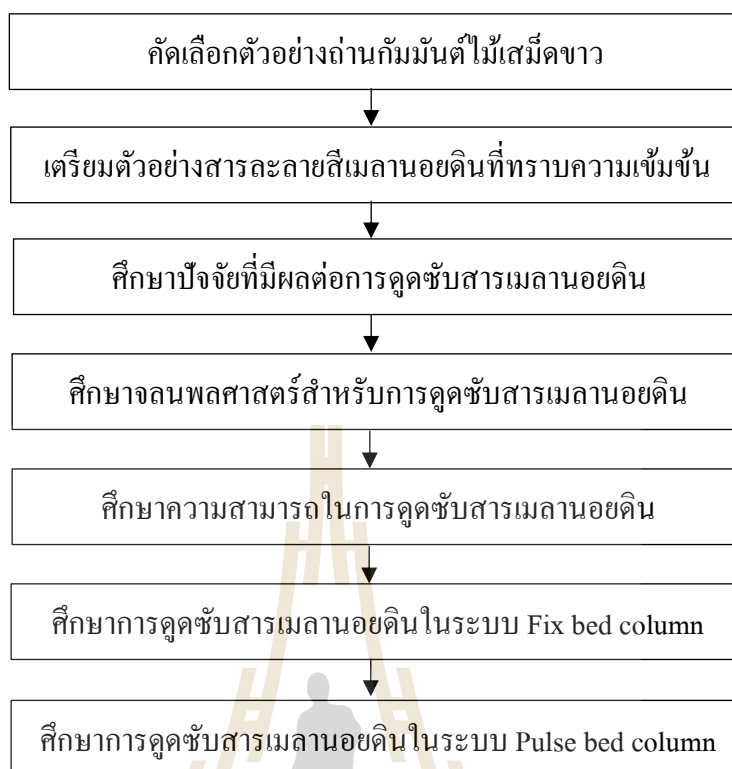 คัดเลือกตัวอย่างถ่านกัมมันต์ไม้เสม็ดขาว
เตรียมตัวอย่างสารละลายสีเมลานอยดินที่ทราบความเข้มข้น
ศึกษาปัจจัยที่มีผลต่อการดูดซับสารเมลานอยดิน
ศึกษาจลนพลศาสตร์สำหรับการดูดซับสารเมลานอยดิน
ศึกษาความสามารถในการดูดซับสารเมลานอยดิน
ศึกษาการดูดซับสารเมลานอยดินในระบบ Fix bed column
ศึกษาการดูดซับสารเมลานอยดินในระบบ Pulse bed column